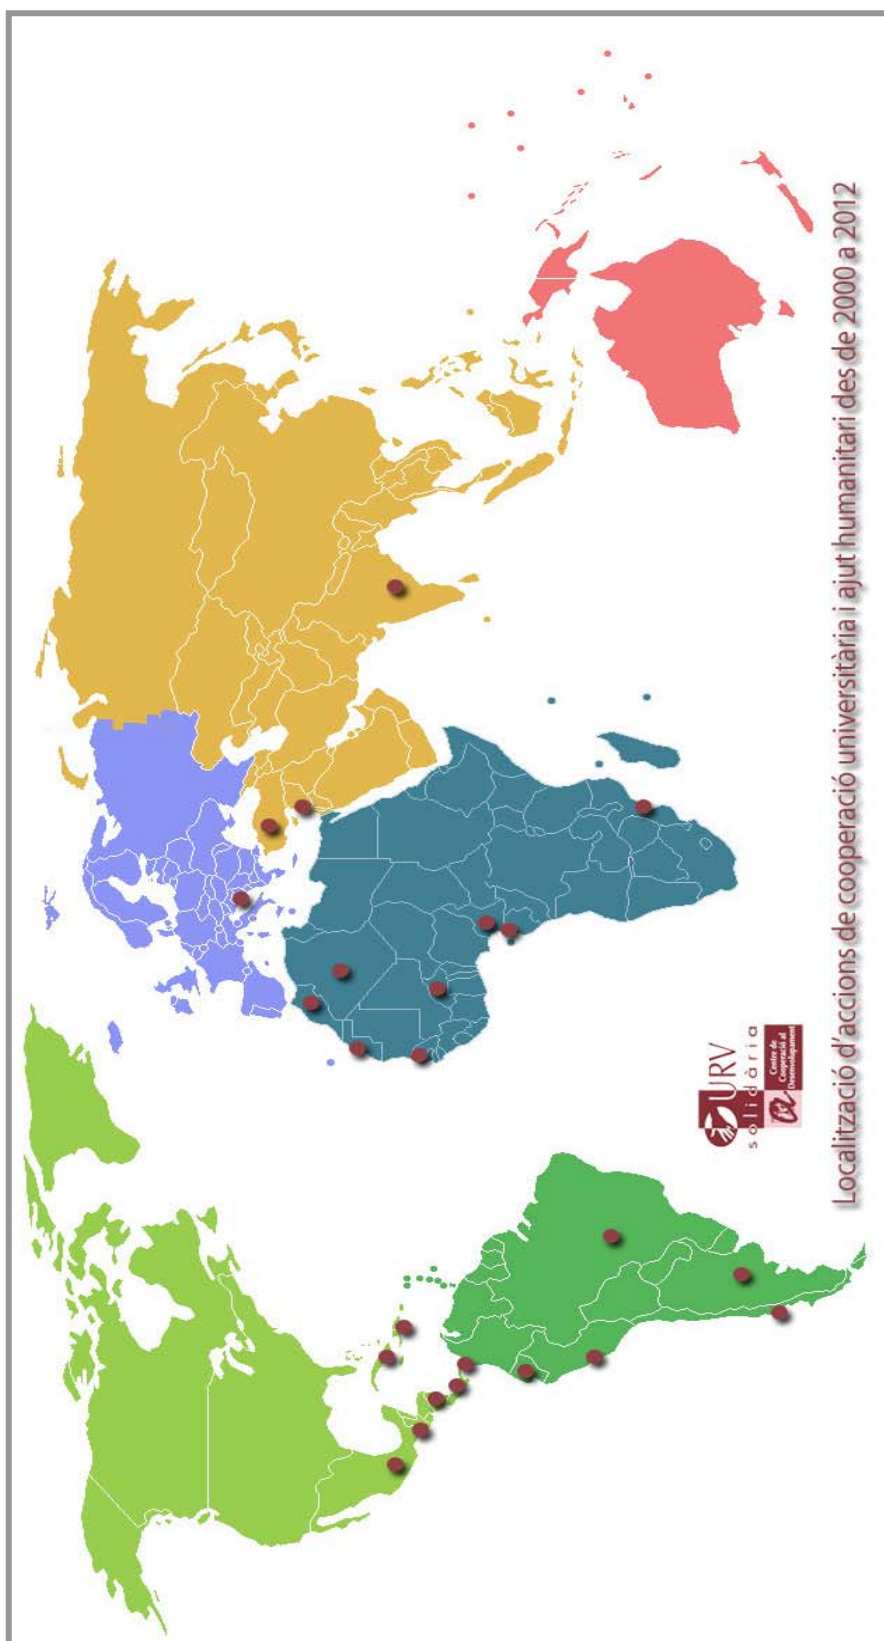 URV
solidària
Centre de
Cooperació al
Desenvolupament
Localització d'accions de cooperació universitària i ajut humanitari des de 2000 a 2012